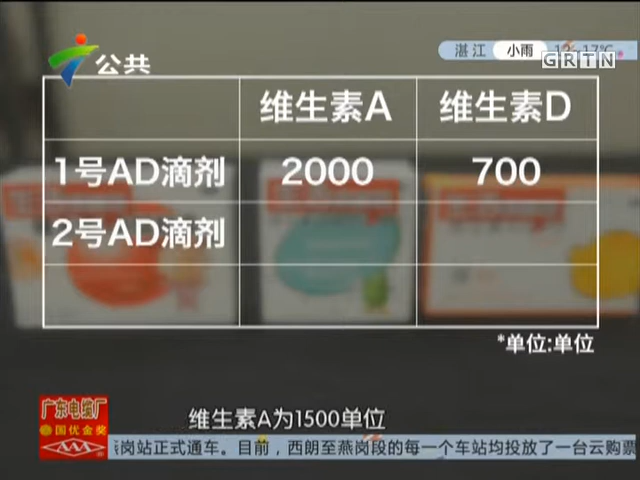 公共
湛江 小雨 12~17℃
GRTN
维生素A 维生素D
1号AD滴剂 2000 700
2号AD滴剂
*单位:单位
广东电缆厂
国优金奖
AAA
维生素A为1500单位
燕岗站正式通车。目前，西朗至燕岗段的每一个车站均投放了一台云购票